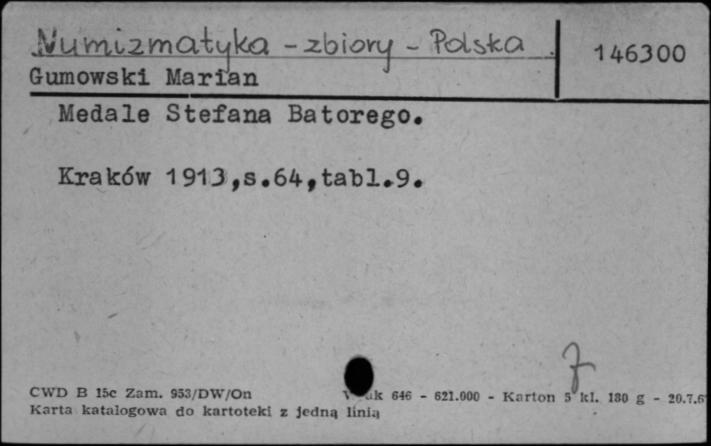 Numizmatyka - zbiory - Polska
146300
Gumowski Marian
Medale Stefana Batorego.
Kraków 1913,s.64,tabl.9.
7
CWD B 15c Zam. 953/DW/On 646 - 621.000 - Karton 5 kl. 180 g - 20.7.6
Karta katalogowa do kartoteki z jedną linią